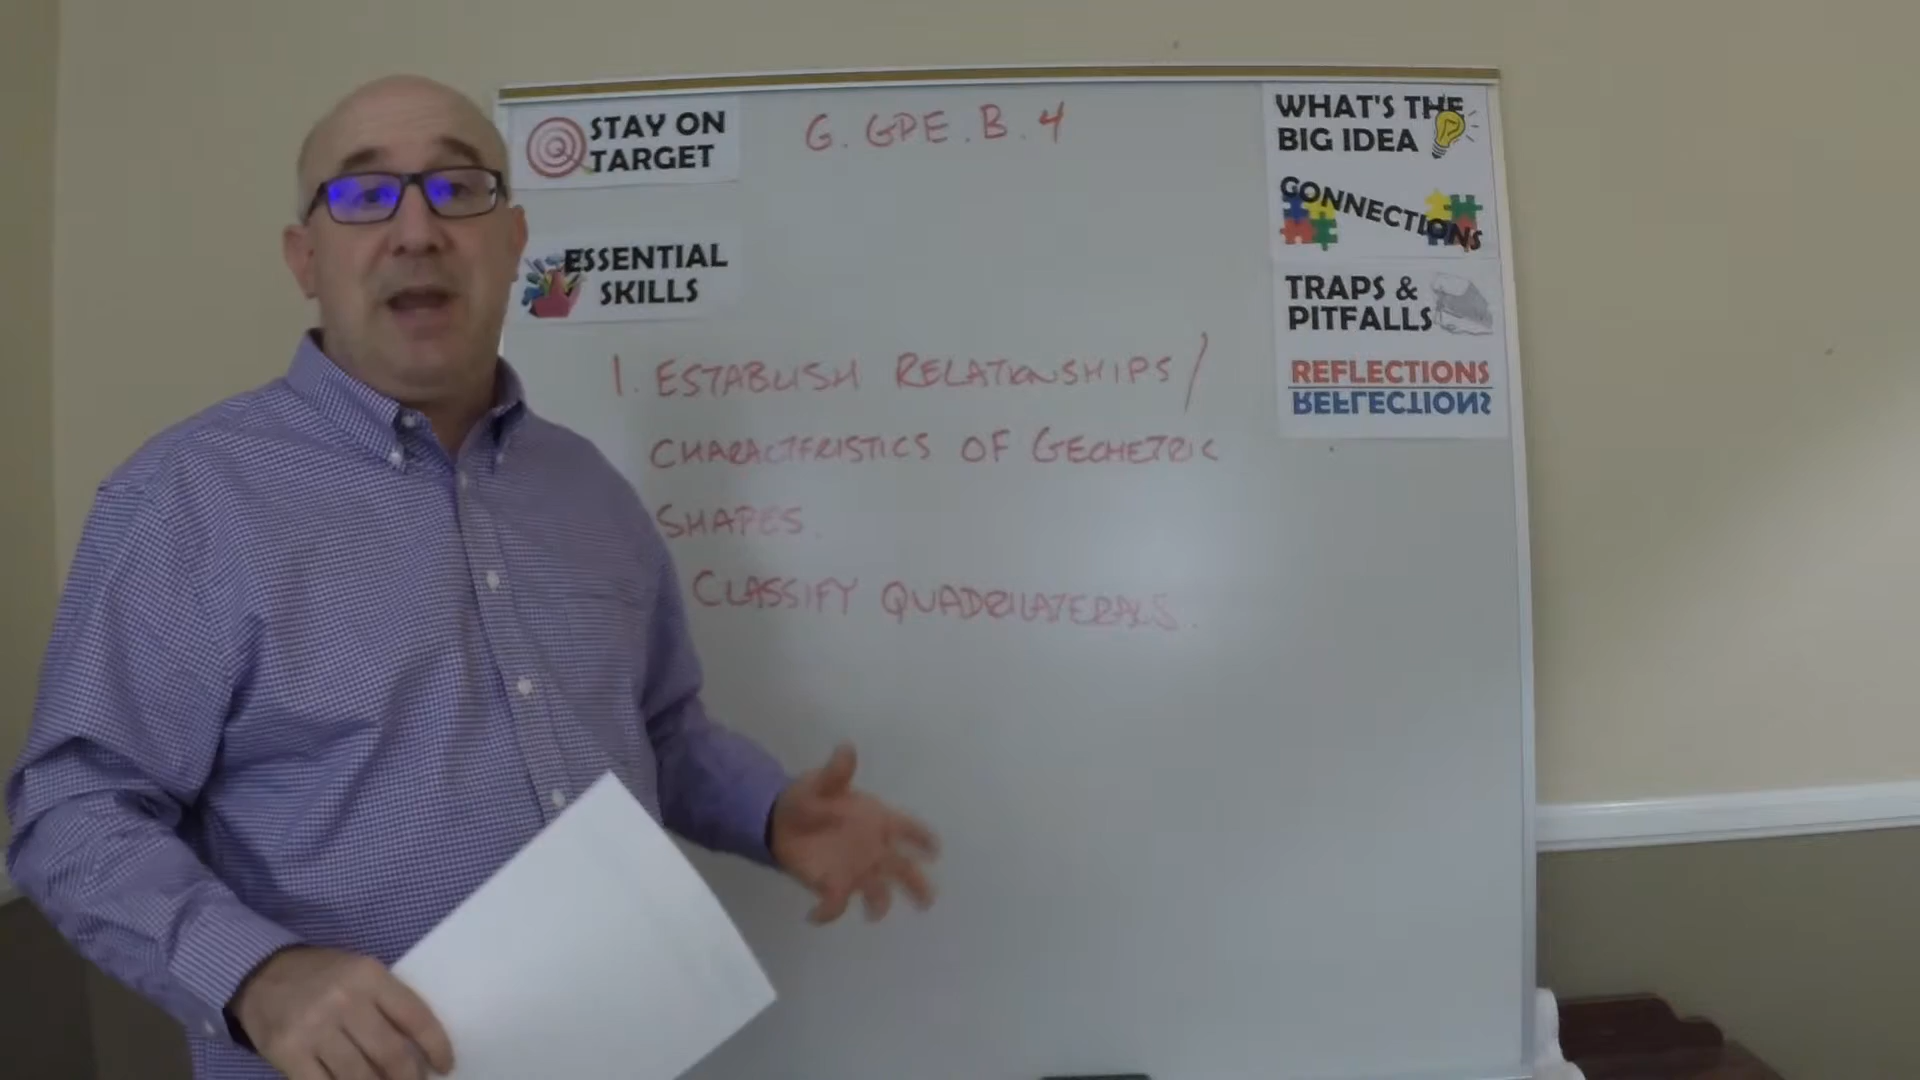 STAY ON
TARGET
G. GPE. B. 4
ESSENTIAL
SKILLS
1. ESTABLISH RELATIONSHIPS /
CHARACTERISTICS OF GEOMETRIC
SHAPES.
CLASSIFY QUADRILATERALS.
WHAT'S THE
BIG IDEA
CONNECTIONS
TRAPS &
PITFALLS
REFLECTIONS
REFLECTIONS